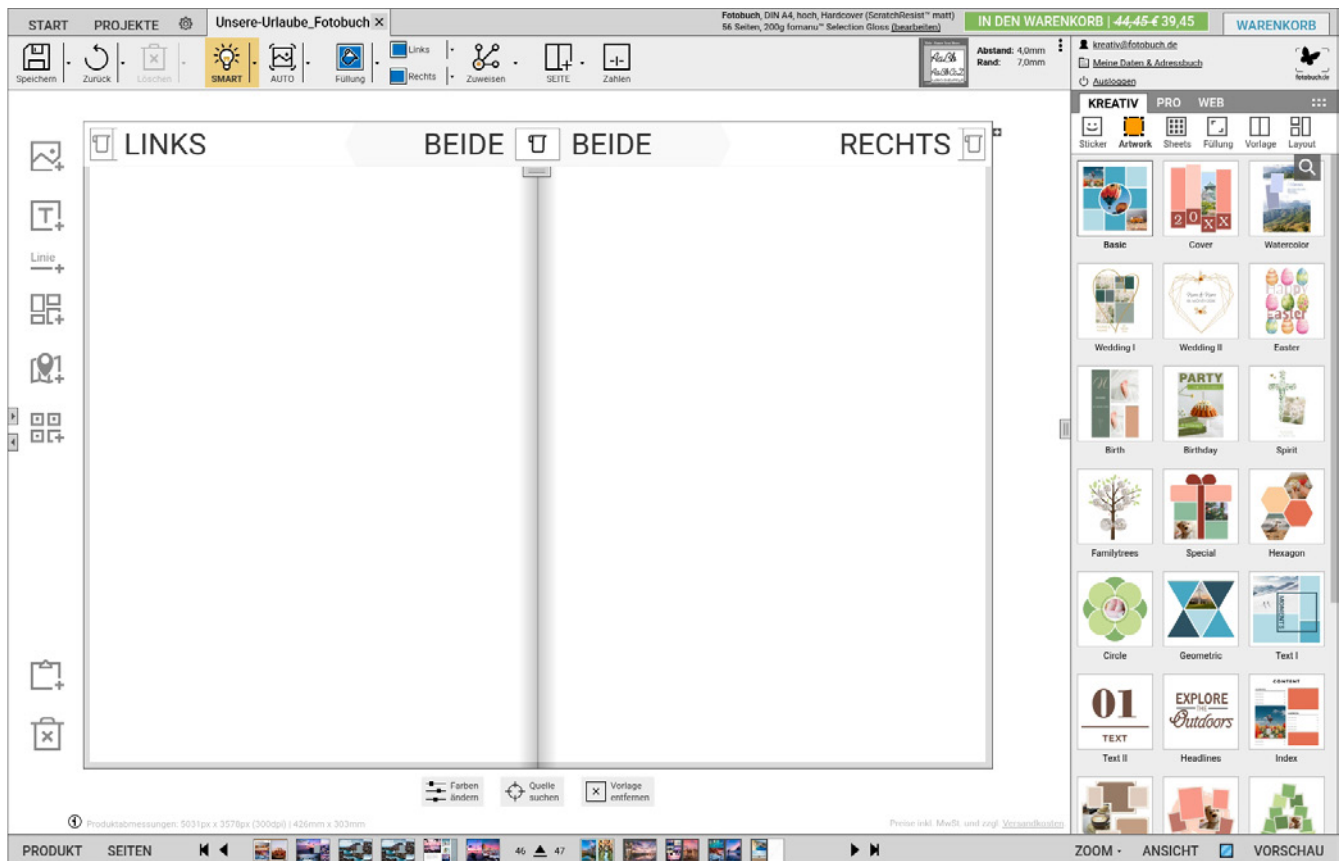 START PROJEKTE Unsere-Urlaube_Fotobuch ×
Fotobuch, DIN A4, hoch, Hardcover (ScratchResist™ matt)
56 Seiten, 200g fomanu™ Selection Gloss (bearbeiten)
IN DEN WARENKORB | 44,45 € 39,45
WARENKORB
Speichern
Zurück
Löschen
SMART
AUTO
Füllung
Links
Rechts
Zuweisen
SEITE
Zahlen
Abstand: 4,0mm
Rand: 7,0mm
kreativ@fotobuch.de
Meine Daten & Adressbuch
Ausloggen
fotobuch.de
KREATIV PRO WEB
Sticker Artwork Sheets Füllung Vorlage Layout
LINKS BEIDE BEIDE RECHTS
Linie
20XX
Basic Cover Watercolor
Happy
Easter
Wedding I Wedding II Easter
PARTY
Birth Birthday Spirit
Familytrees Special Hexagon
MOMENTS
Circle Geometric Text I
01
TEXT
EXPLORE
THE
Outdoors
CONTENT
Text II Headlines Index
Farben
ändern
Quelle
suchen
Vorlage
entfernen
Produktabmessungen: 5031px x 3578px (300dpi) | 426mm x 303mm
Preise inkl. MwSt. und zzgl. Versandkosten
PRODUKT SEITEN 46 47 ZOOM ANSICHT VORSCHAU